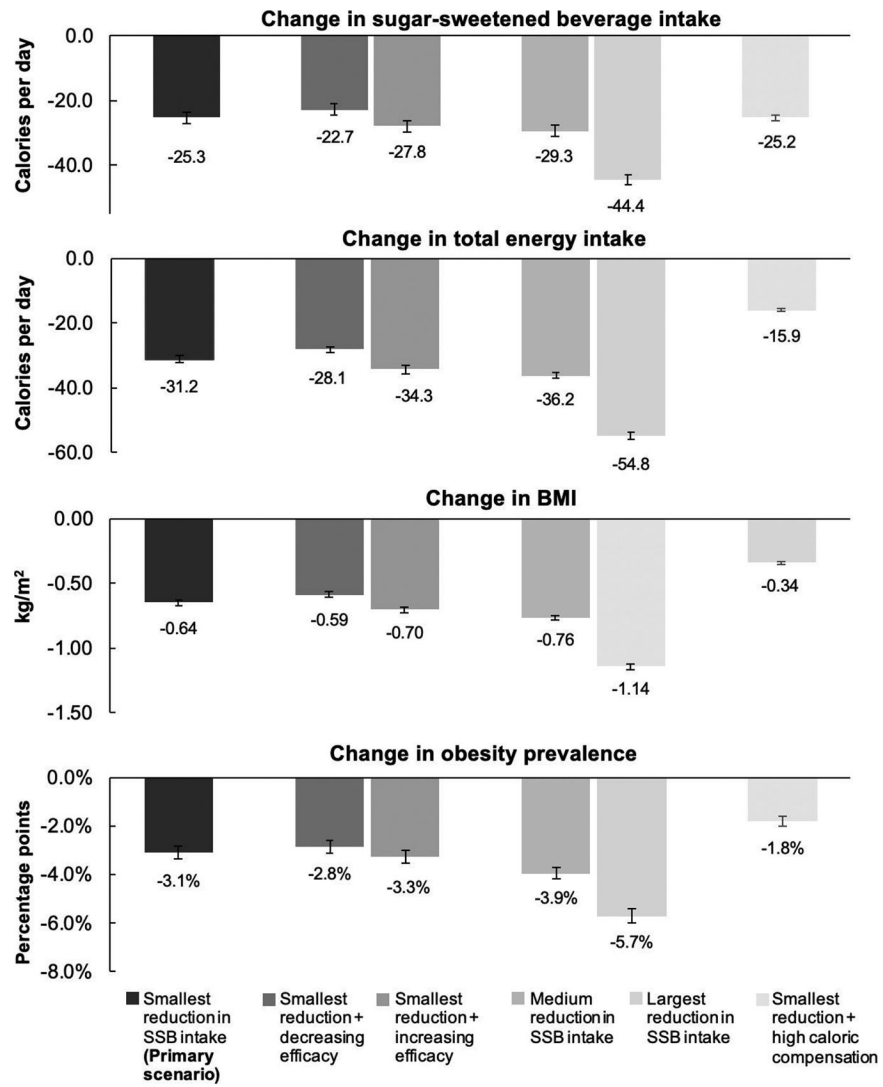 Change in sugar-sweetened beverage intake
Calories per day
0.0
-20.0
-40.0
-25.3
-22.7
-27.8
-29.3
-44.4
-25.2
Change in total energy intake
Calories per day
0.0
-20.0
-40.0
-60.0
-31.2
-28.1
-34.3
-36.2
-54.8
-15.9
Change in BMI
kg/m²
0.00
-0.50
-1.00
-1.50
-0.64
-0.59
-0.70
-0.76
-1.14
-0.34
Change in obesity prevalence
Percentage points
0.0%
-2.0%
-4.0%
-6.0%
-8.0%
-3.1%
-2.8%
-3.3%
-3.9%
-5.7%
-1.8%
Smallest
reduction in
SSB intake
(Primary
scenario)
Smallest
reduction +
decreasing
efficacy
Smallest
reduction +
increasing
efficacy
Medium
reduction in
SSB intake
Largest
reduction in
SSB intake
Smallest
reduction +
high caloric
compensation